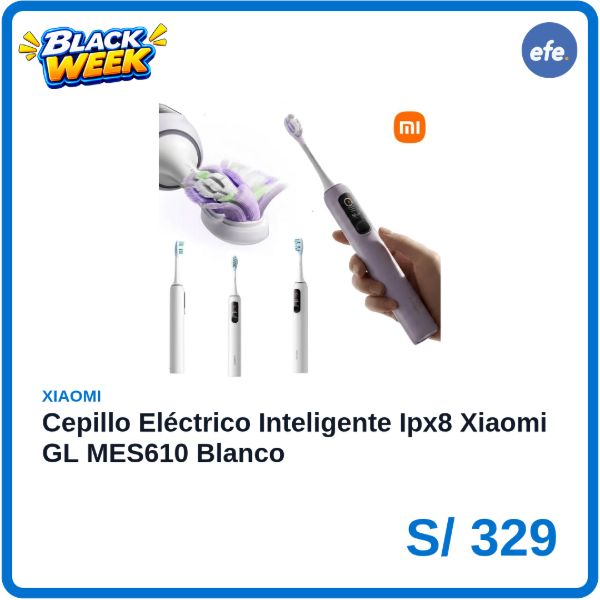 BLACK
WEEK
efe.
mi
XIAOMI
Cepillo Eléctrico Inteligente Ipx8 Xiaomi
GL MES610 Blanco
S/ 329